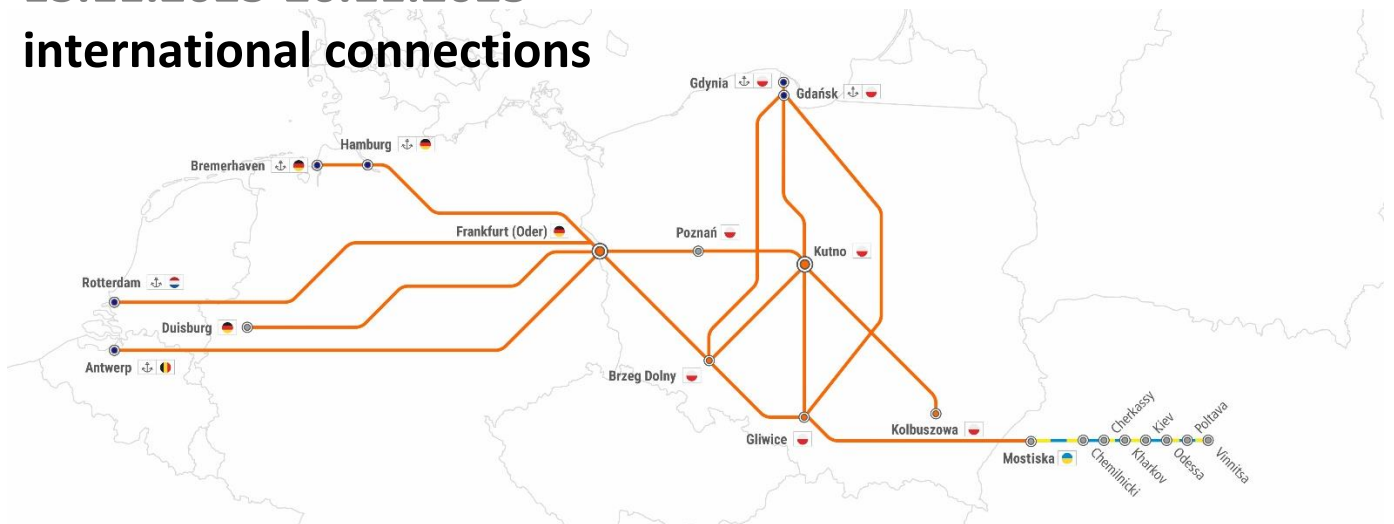 international connections
Gdynia
Gdańsk
Hamburg
Bremerhaven
Frankfurt (Oder)
Poznań
Kutno
Rotterdam
Duisburg
Antwerp
Brzeg Dolny
Gliwice
Kolbuszowa
Mostiska
Chemilnicki
Cherkassy
Kharkov
Kiev
Odessa
Poltava
Vinnitsa